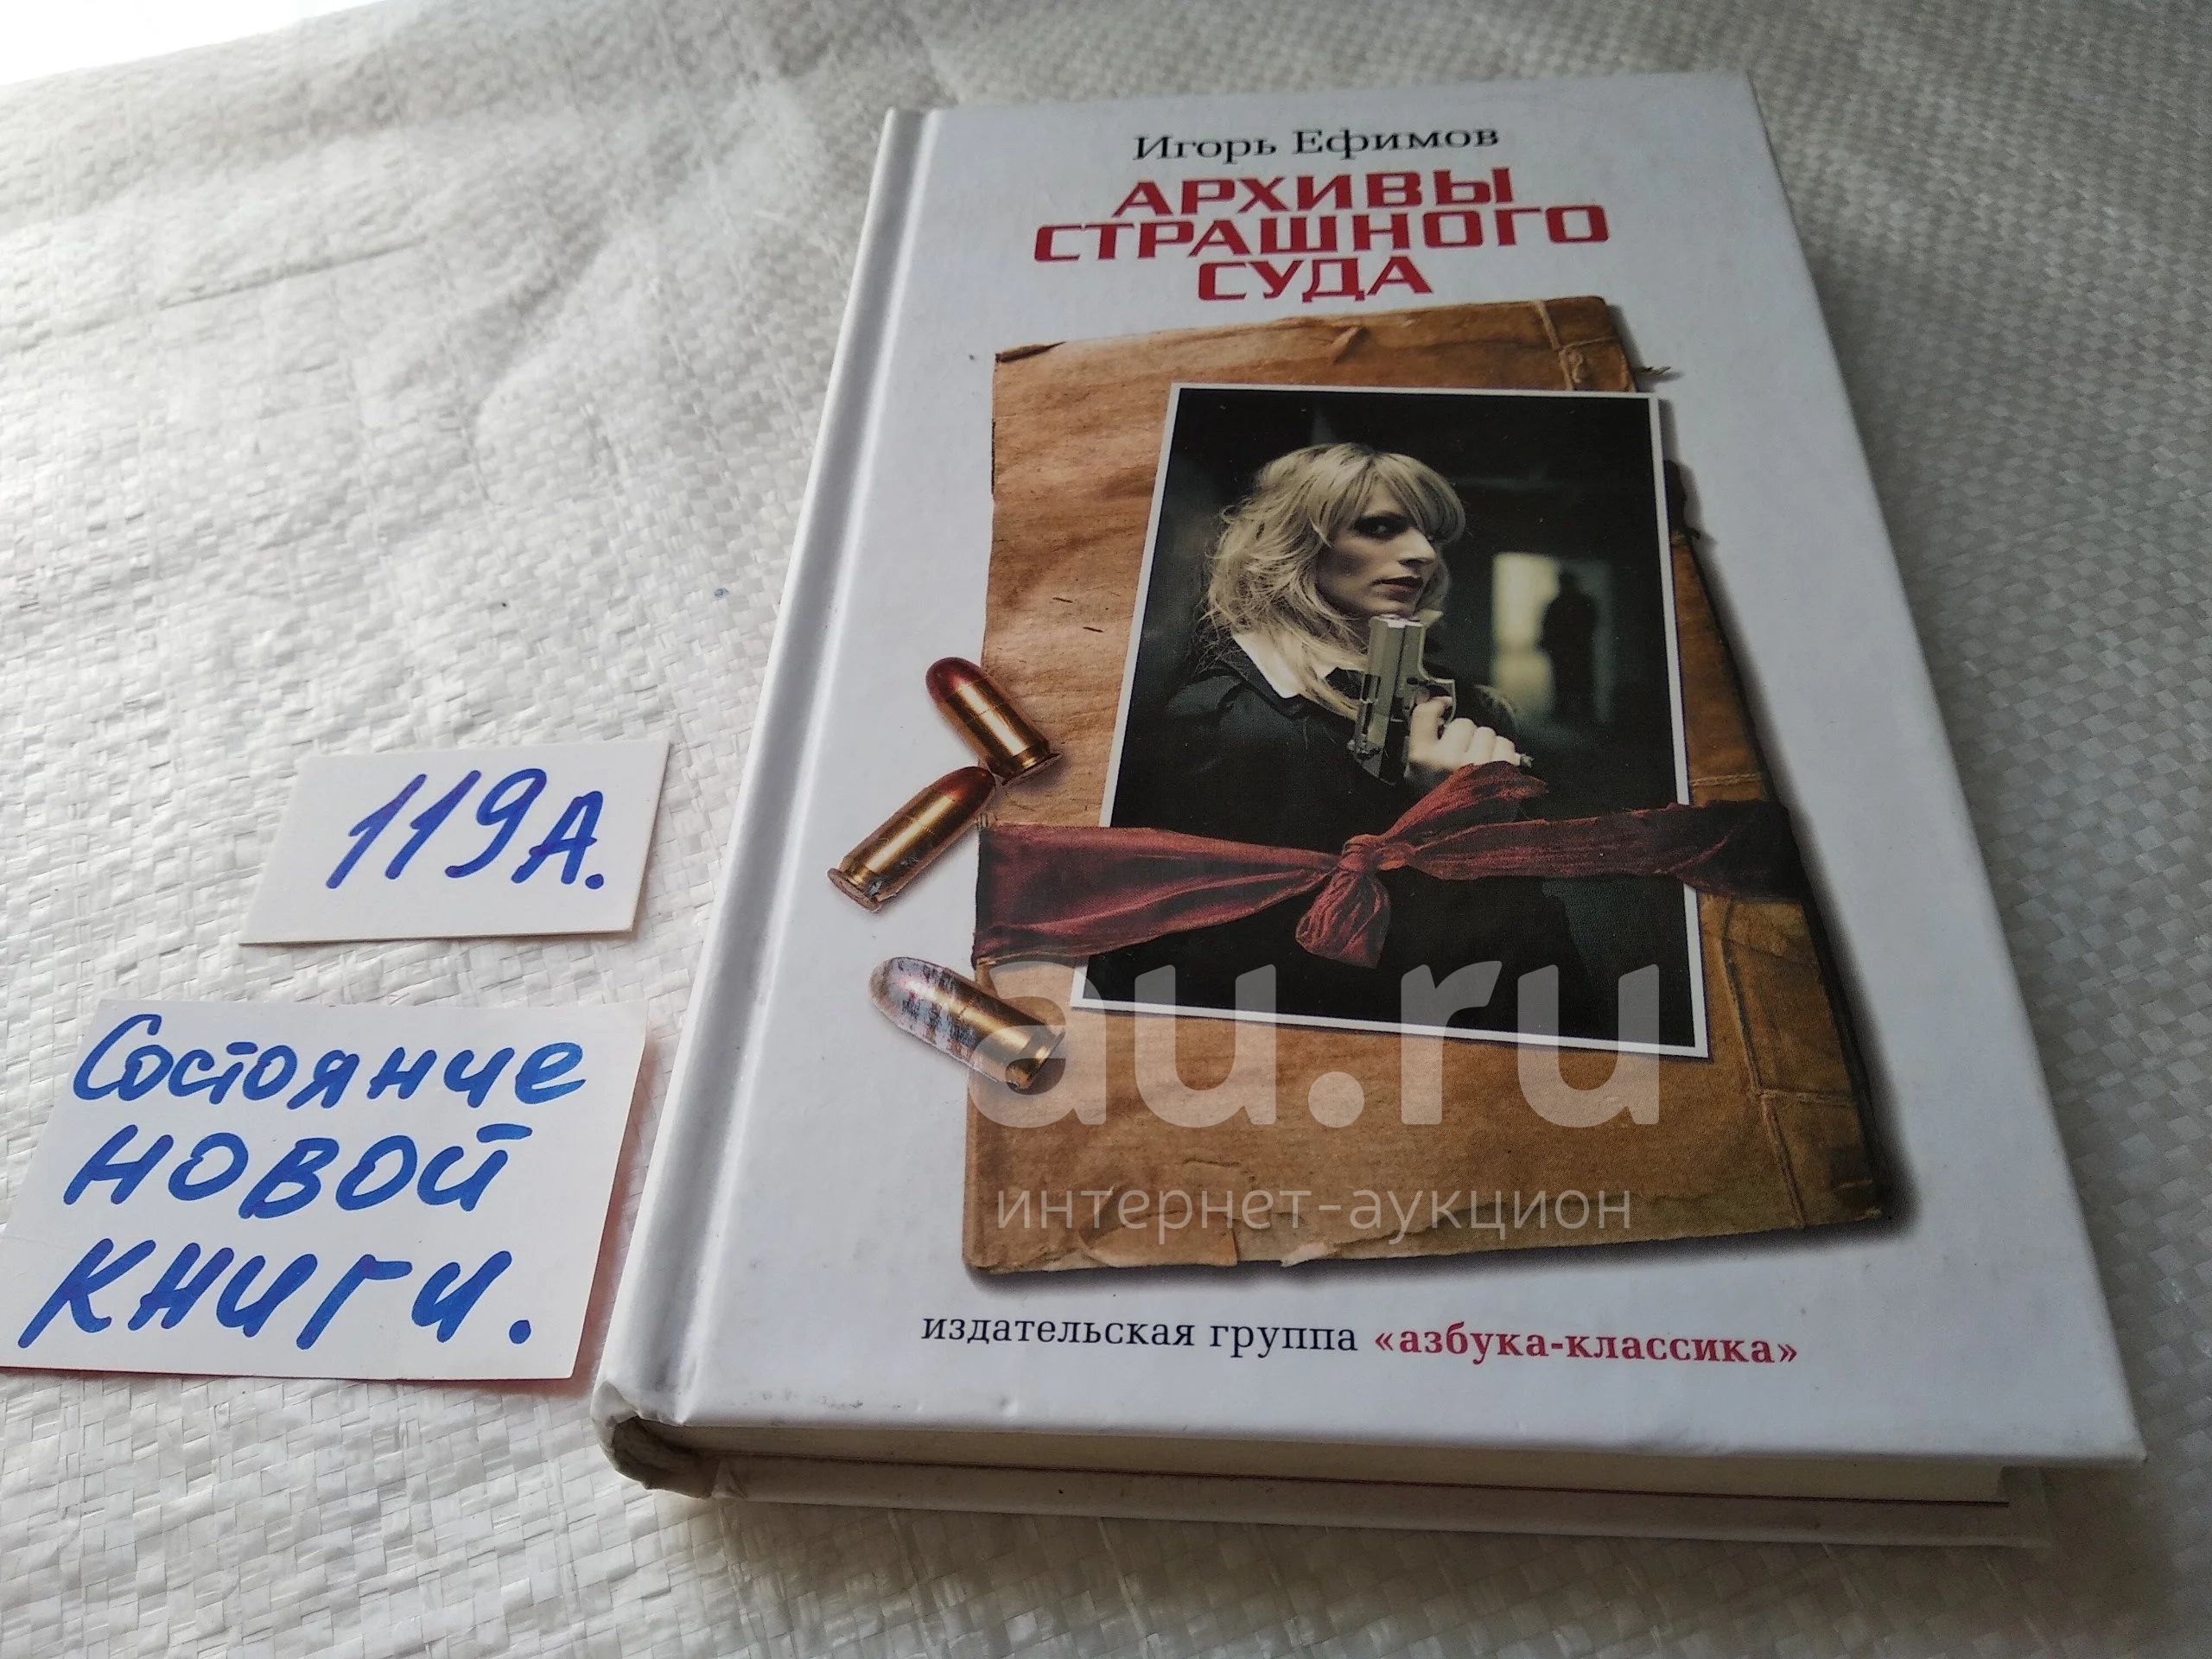 Игорь Ефимов
АРХИВЫ
СТРАШНОГО
СУДА
119А.
Состояние
новой
книги.
au.ru
интернет-аукцион
издательская группа «азбука-классика»